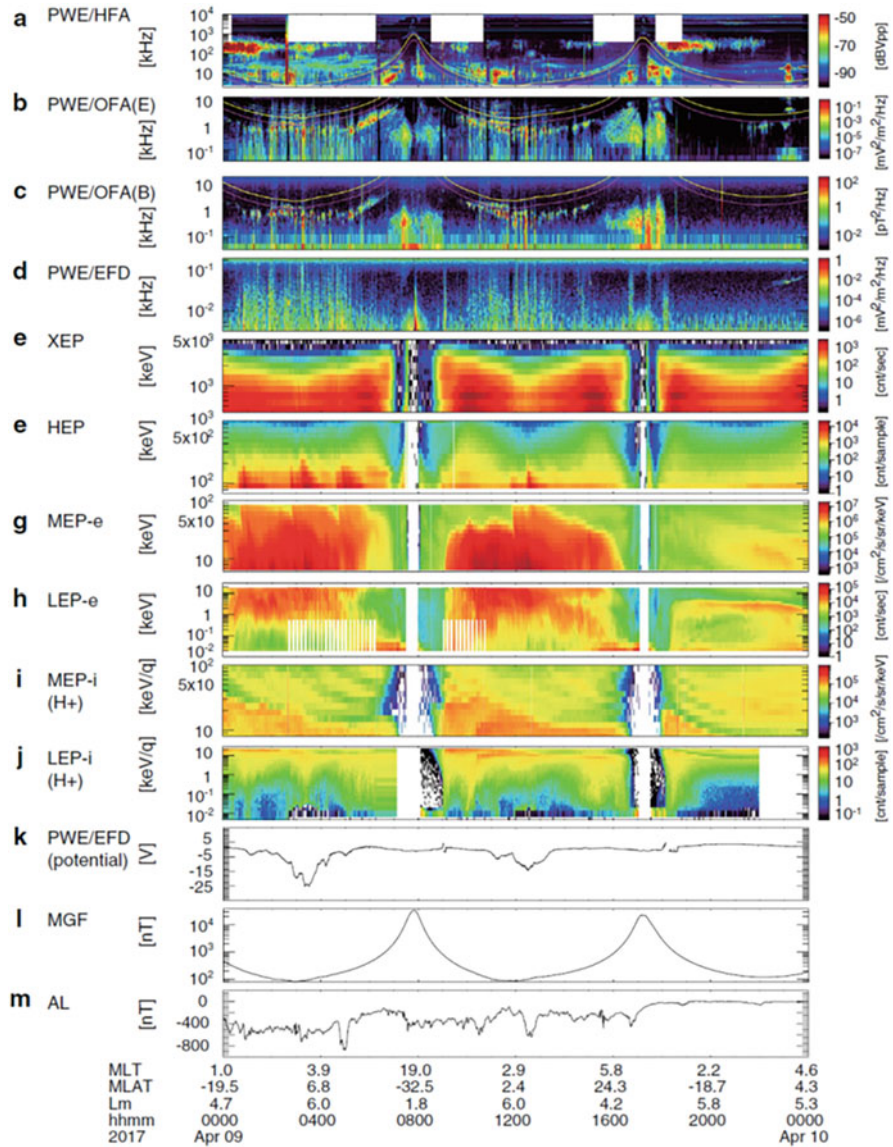 a PWE/HFA [kHz] 10⁴ 10³ 10² 10 -50 -70 -90 [dBVpp]
b PWE/OFA(E) [kHz] 10 1 10⁻¹ 10⁻¹ 10⁻³ 10⁻⁵ 10⁻⁷ [mV²/m²/Hz]
c PWE/OFA(B) [kHz] 10 1 10⁻¹ 10² 1 10⁻² [pT²/Hz]
d PWE/EFD [kHz] 10⁻¹ 10⁻² 1 10⁻² 10⁻⁴ 10⁻⁶ [mV²/m²/Hz]
e XEP [keV] 5x10³ 10³ 10³ 10² 10 1 [cnt/sec]
e HEP [keV] 10³ 5x10² 10² 10⁴ 10³ 10² 10 1 [cnt/sample]
g MEP-e [keV] 10² 5x10 10 10⁷ 10⁶ 10⁵ 10⁴ 10³ [/cm²/s/sr/keV]
h LEP-e [keV] 10 1 10⁻¹ 10⁻² 10⁵ 10⁴ 10³ 10² 10 1 [cnt/sec]
i MEP-i (H+) [keV/q] 10² 5x10 10 10⁵ 10⁴ 10³ [/cm²/s/sr/keV]
j LEP-i (H+) [keV/q] 10 1 10⁻¹ 10⁻² 10³ 10² 10 1 10⁻¹ [cnt/sample]
k PWE/EFD (potential) [V] 5 -5 -15 -25
l MGF [nT] 10⁴ 10³ 10²
m AL [nT] 0 -400 -800
MLT 1.0 3.9 19.0 2.9 5.8 2.2 4.6
MLAT -19.5 6.8 -32.5 2.4 24.3 -18.7 4.3
Lm 4.7 6.0 1.8 6.0 4.2 5.8 5.3
hhmm 0000 0400 0800 1200 1600 2000 0000
2017 Apr 09 Apr 10